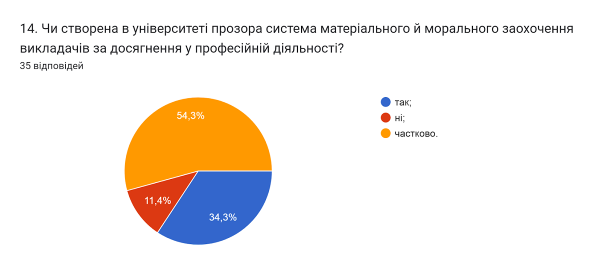 14. Чи створена в університеті прозора система матеріального й морального заохочення
викладачів за досягнення у професійній діяльності?
35 відповідей
54,3%
11,4%
34,3%
так;
ні;
частково.